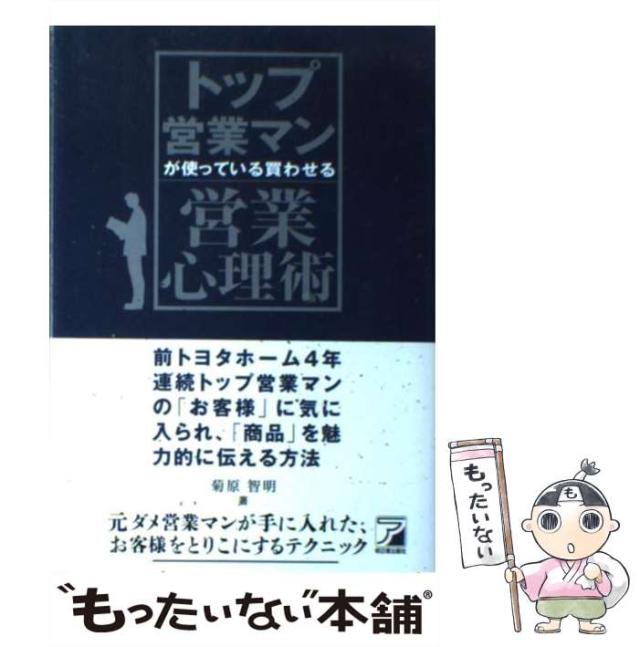 トップ
営業マン
が使っている買わせる
営業
心理術
前トヨタホーム4年
連続トップ営業マン
の「お客様」に気に
入られ、「商品」を魅
力的に伝える方法
菊原 智明
著
元ダメ営業マンが手に入れた、
お客様をとりこにするテクニック
"もったいない"本舗®
もったいない
も